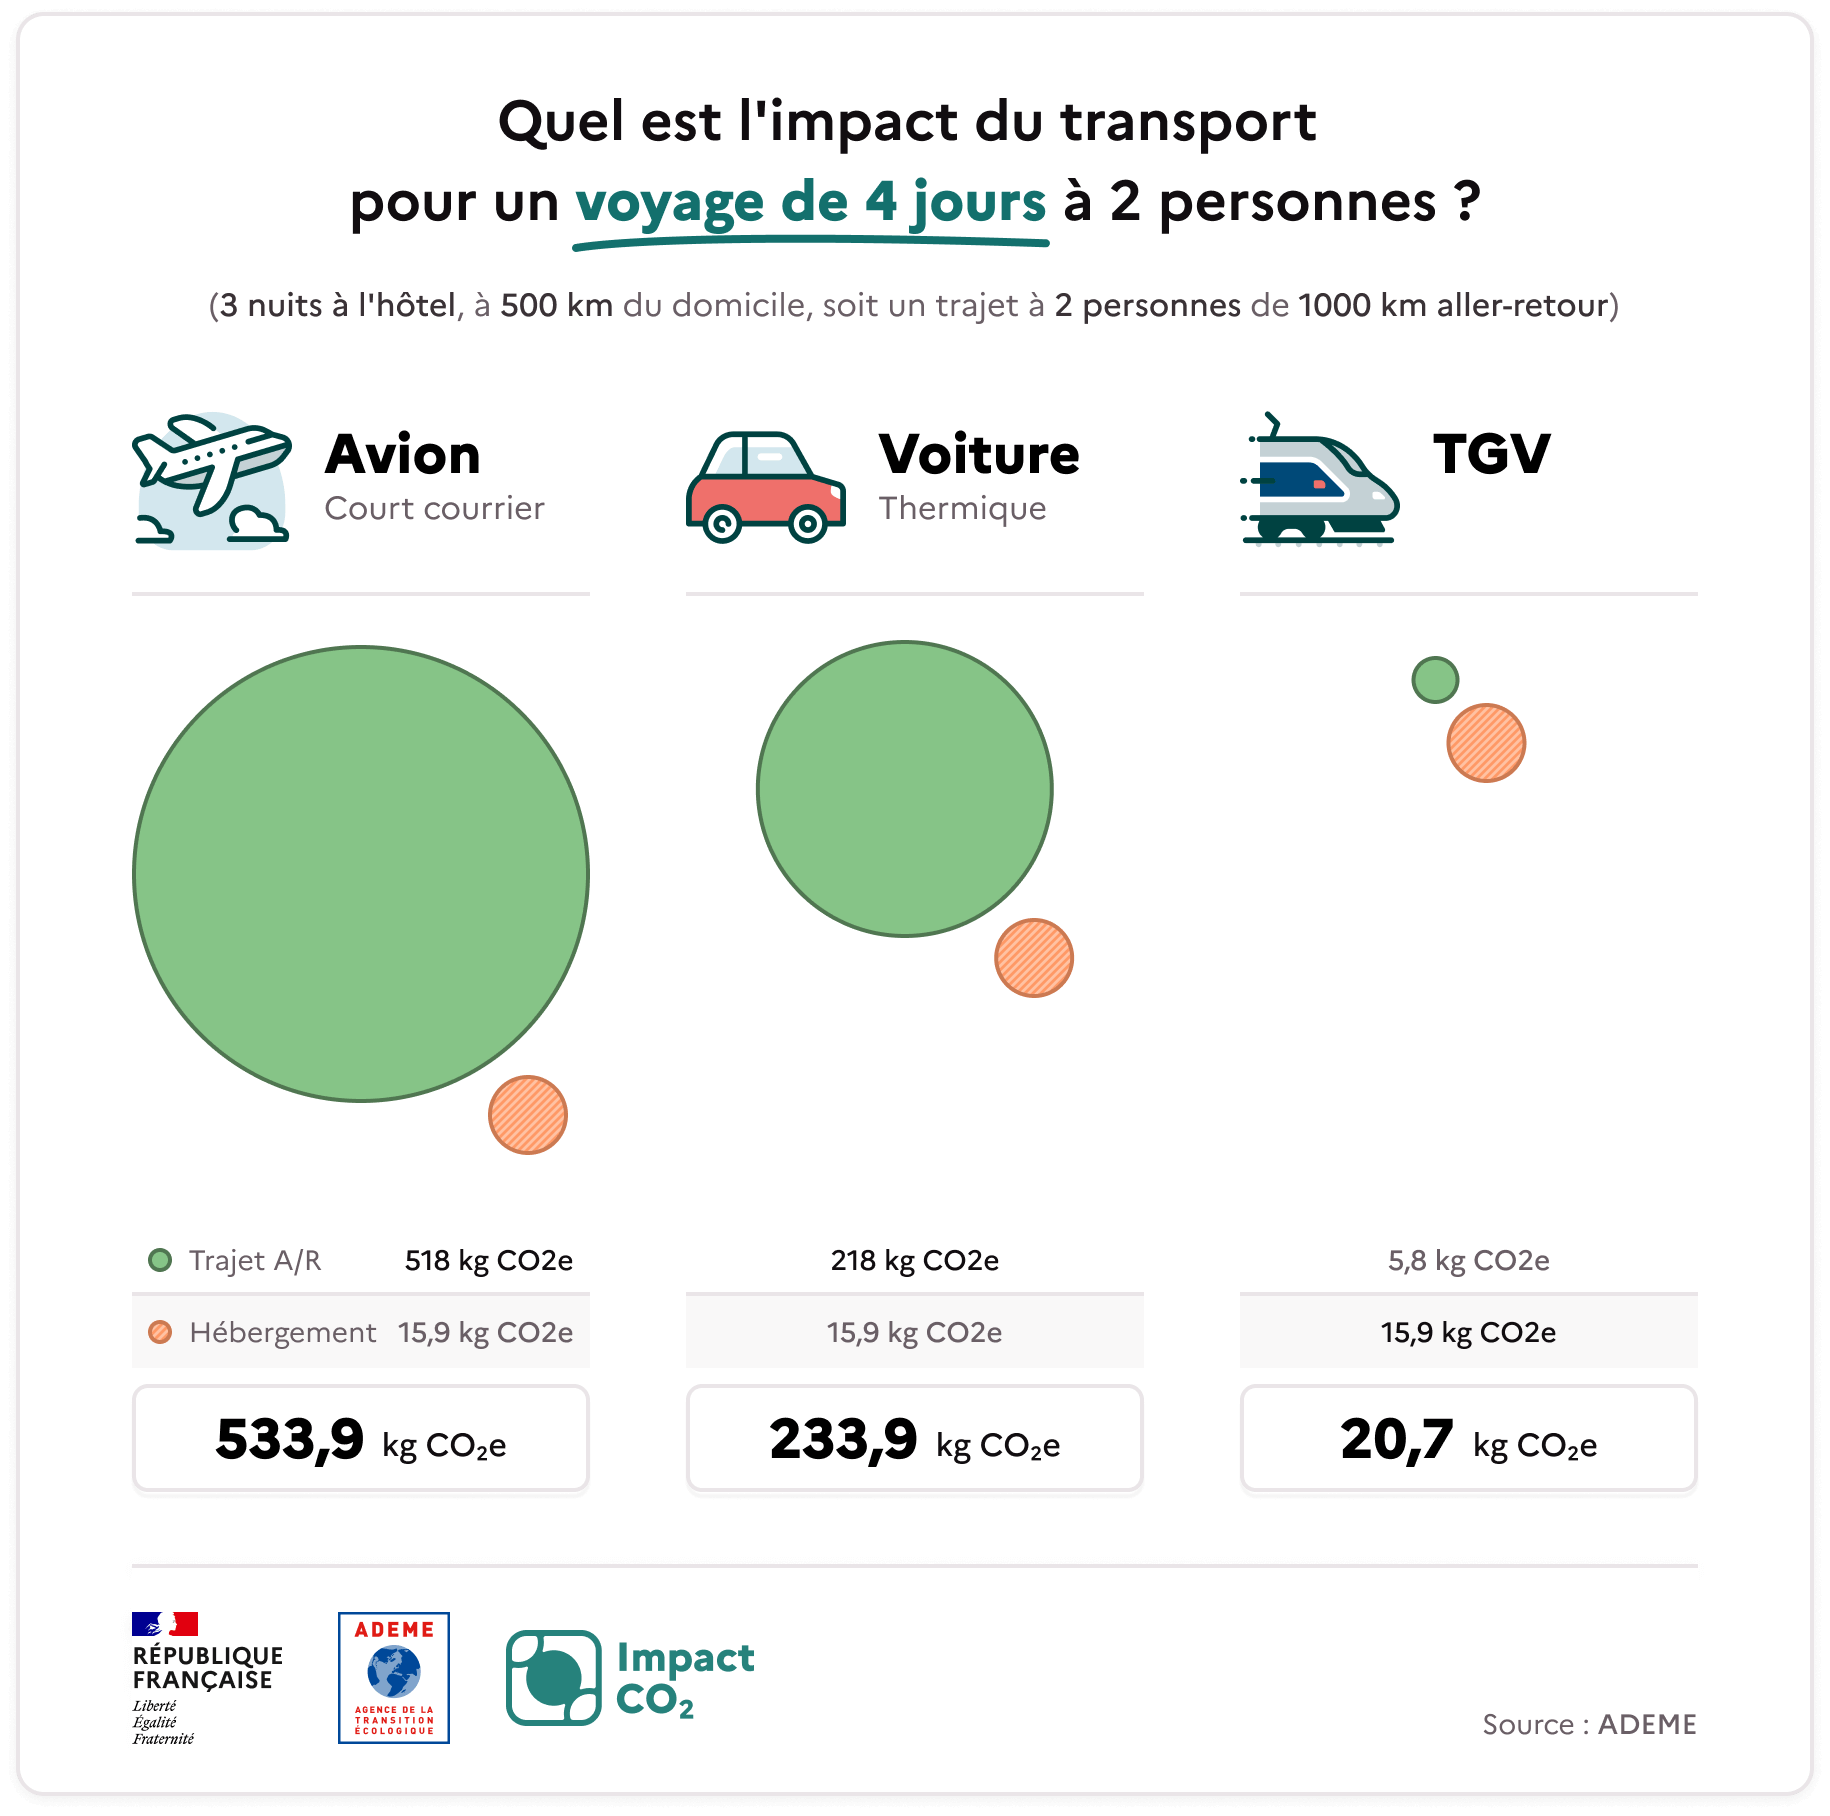 Quel est l'impact du transport
pour un voyage de 4 jours à 2 personnes ?
(3 nuits à l'hôtel, à 500 km du domicile, soit un trajet à 2 personnes de 1000 km aller-retour)
Avion
Court courrier
Voiture
Thermique
TGV
Trajet A/R 518 kg CO2e
218 kg CO2e
5,8 kg CO2e
Hébergement 15,9 kg CO2e
15,9 kg CO2e
15,9 kg CO2e
533,9 kg CO₂e
233,9 kg CO₂e
20,7 kg CO₂e
RÉPUBLIQUE
FRANÇAISE
Liberté
Égalité
Fraternité
ADEME
AGENCE DE LA
TRANSITION
ÉCOLOGIQUE
Impact
CO₂
Source : ADEME